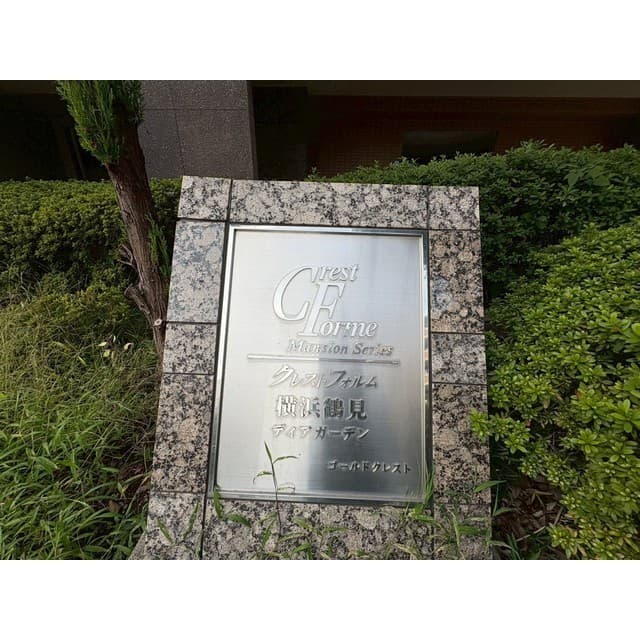 Crest
Forme
Mansion Series
クレストフォルム
横浜鶴見
ディアガーデン
ゴールドクレスト